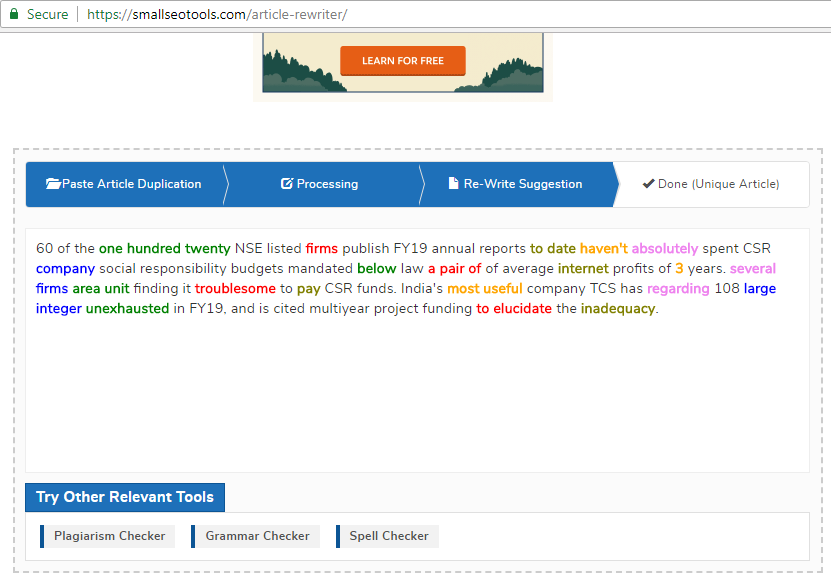 Secure https://smallseotools.com/article-rewriter/
LEARN FOR FREE
Paste Article Duplication Processing Re-Write Suggestion Done (Unique Article)
60 of the one hundred twenty NSE listed firms publish FY19 annual reports to date haven't absolutely spent CSR
company social responsibility budgets mandated below law a pair of of average internet profits of 3 years. several
firms area unit finding it troublesome to pay CSR funds. India's most useful company TCS has regarding 108 large
integer unexhausted in FY19, and is cited multiyear project funding to elucidate the inadequacy.
Try Other Relevant Tools
Plagiarism Checker Grammar Checker Spell Checker